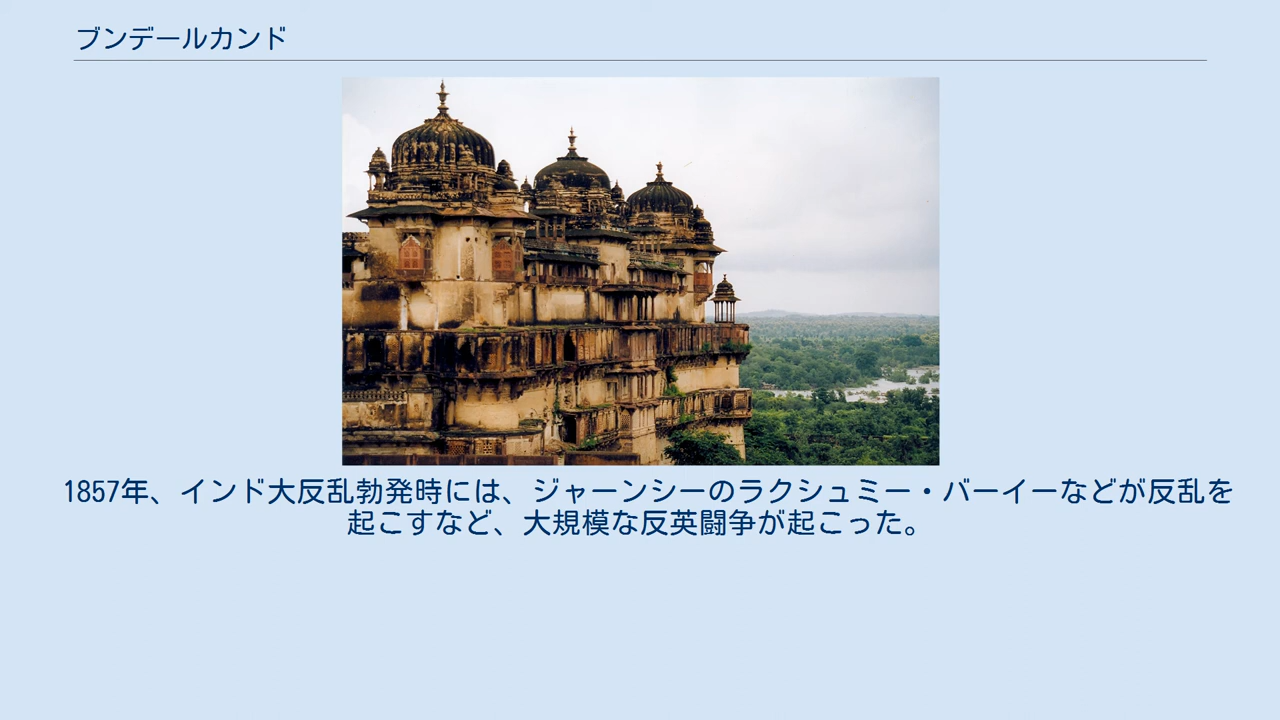 ブンデールカンド
1857年、インド大反乱勃発時には、ジャーンシーのラクシュミー・バーイーなどが反乱を
起こすなど、大規模な反英闘争が起こった。